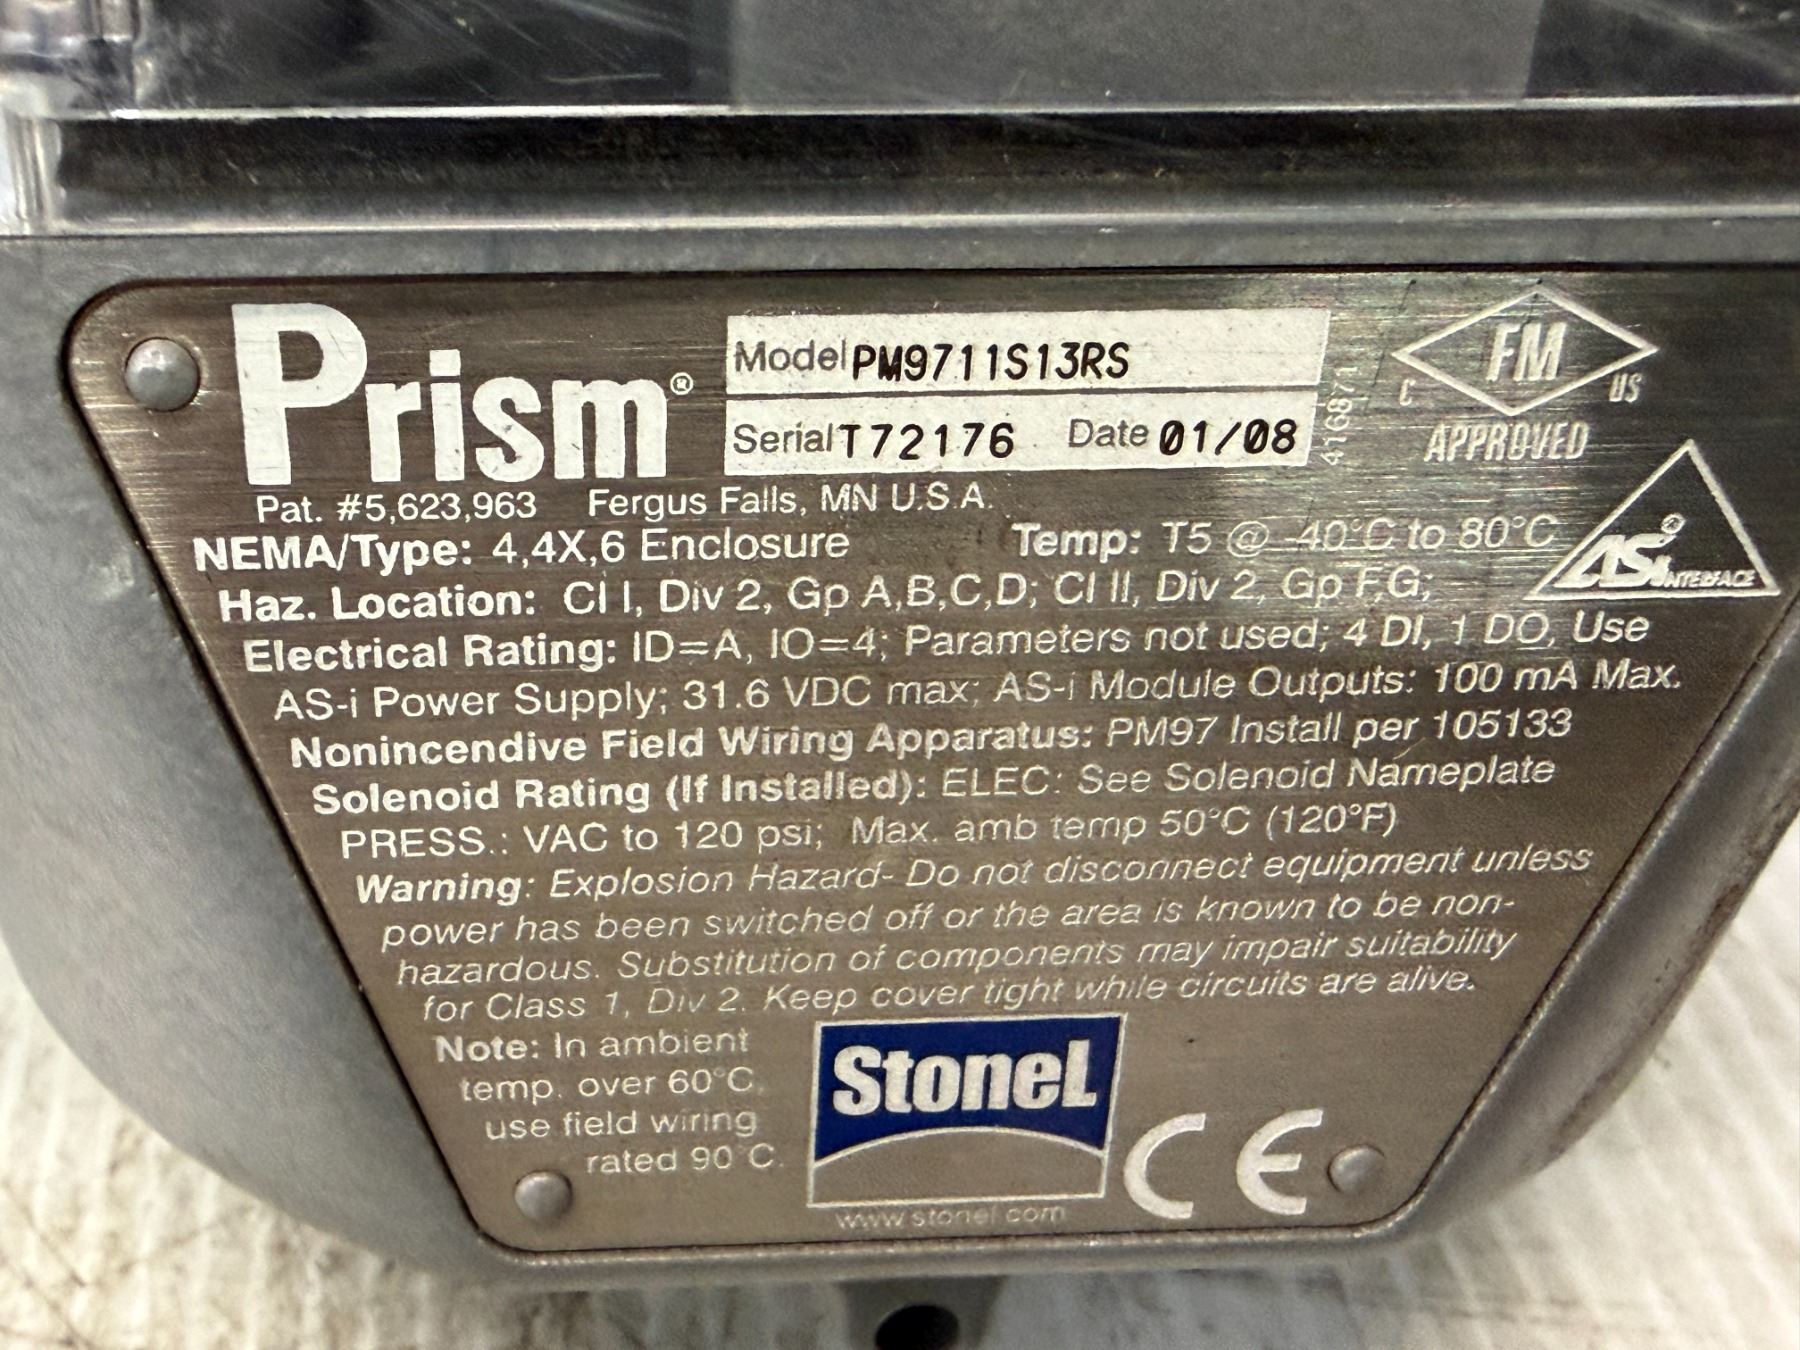 Prism®
Model PM9711S13RS
Serial T72176 Date 01/08
416871
FM
C US
APPROVED
Pat. #5,623,963 Fergus Falls, MN U.S.A.
NEMA/Type: 4,4X,6 Enclosure Temp: T5 @ -40°C to 80°C
AS-INTERFACE®
Haz. Location: Cl I, Div 2, Gp A,B,C,D; Cl II, Div 2, Gp F,G;
Electrical Rating: ID=A, IO=4; Parameters not used; 4 DI, 1 DO, Use
AS-i Power Supply; 31.6 VDC max; AS-i Module Outputs: 100 mA Max.
Nonincendive Field Wiring Apparatus: PM97 Install per 105133
Solenoid Rating (If Installed): ELEC: See Solenoid Nameplate
PRESS.: VAC to 120 psi; Max. amb temp 50°C (120°F)
Warning: Explosion Hazard- Do not disconnect equipment unless
power has been switched off or the area is known to be non-
hazardous. Substitution of components may impair suitability
for Class 1, Div 2. Keep cover tight while circuits are alive.
Note: In ambient
temp. over 60°C,
use field wiring
rated 90°C.
StoneL
www.stonel.com
CE